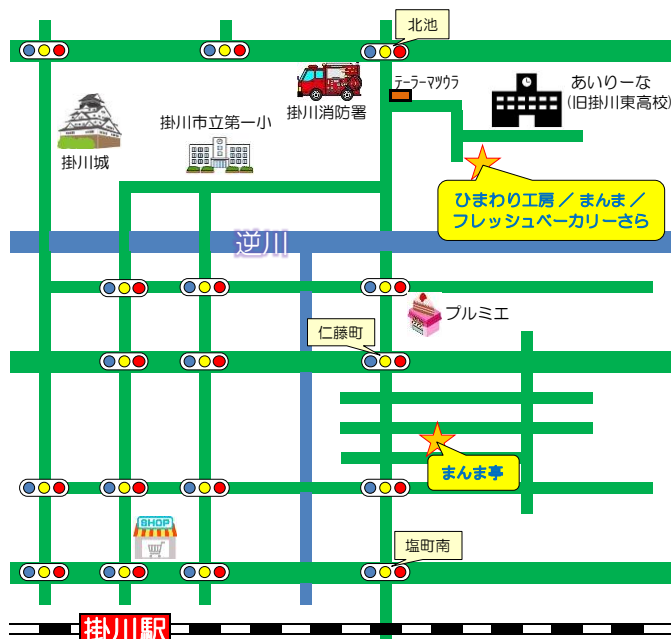 北池
テーラーマツウラ
あいりーな
(旧掛川東高校)
掛川消防署
掛川市立第一小
掛川城
ひまわり工房 / まんま /
フレッシュベーカリーさら
逆川
プルミエ
仁藤町
まんま亭
SHOP
塩町南
掛川駅